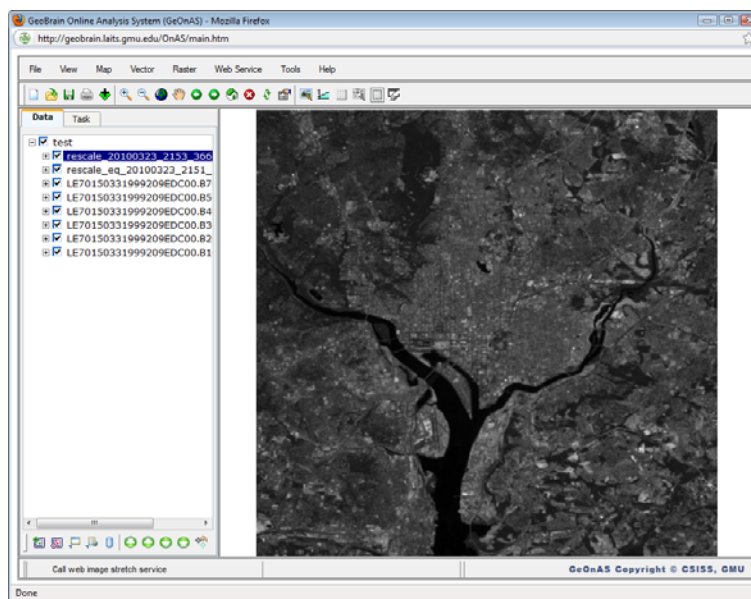 GeoBrain Online Analysis System (GeOnAS) - Mozilla Firefox
http://geobrain.laits.gmu.edu/OnAS/main.htm
File View Map Vector Raster Web Service Tools Help
Data Task
test
rescale_20100323_2153_366
rescale_eq_20100323_2151_
LE70150331999209EDC00.B7
LE70150331999209EDC00.B5
LE70150331999209EDC00.B4
LE70150331999209EDC00.B3
LE70150331999209EDC00.B2
LE70150331999209EDC00.B1
Call web image stretch service
GeOnAS Copyright © CSISS, GMU
Done